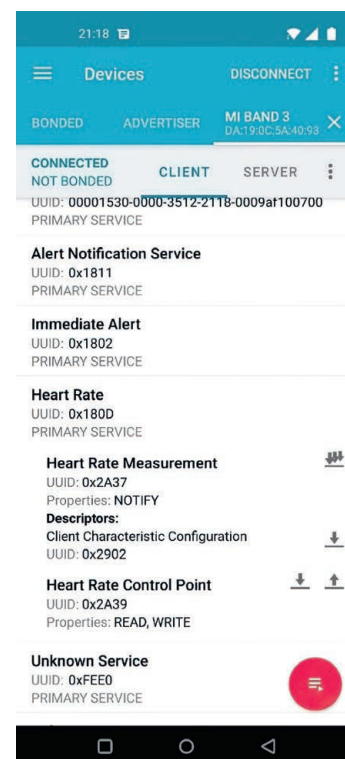 21:18
Devices
DISCONNECT
BONDED
ADVERTISER
MI BAND 3
DA:19:0C:5A:40:93
CONNECTED
NOT BONDED
CLIENT
SERVER
UUID: 00001530-0000-3512-2118-0009af100700
PRIMARY SERVICE
Alert Notification Service
UUID: 0x1811
PRIMARY SERVICE
Immediate Alert
UUID: 0x1802
PRIMARY SERVICE
Heart Rate
UUID: 0x180D
PRIMARY SERVICE
Heart Rate Measurement
UUID: 0x2A37
Properties: NOTIFY
Descriptors:
Client Characteristic Configuration
UUID: 0x2902
Heart Rate Control Point
UUID: 0x2A39
Properties: READ, WRITE
Unknown Service
UUID: 0xFEE0
PRIMARY SERVICE